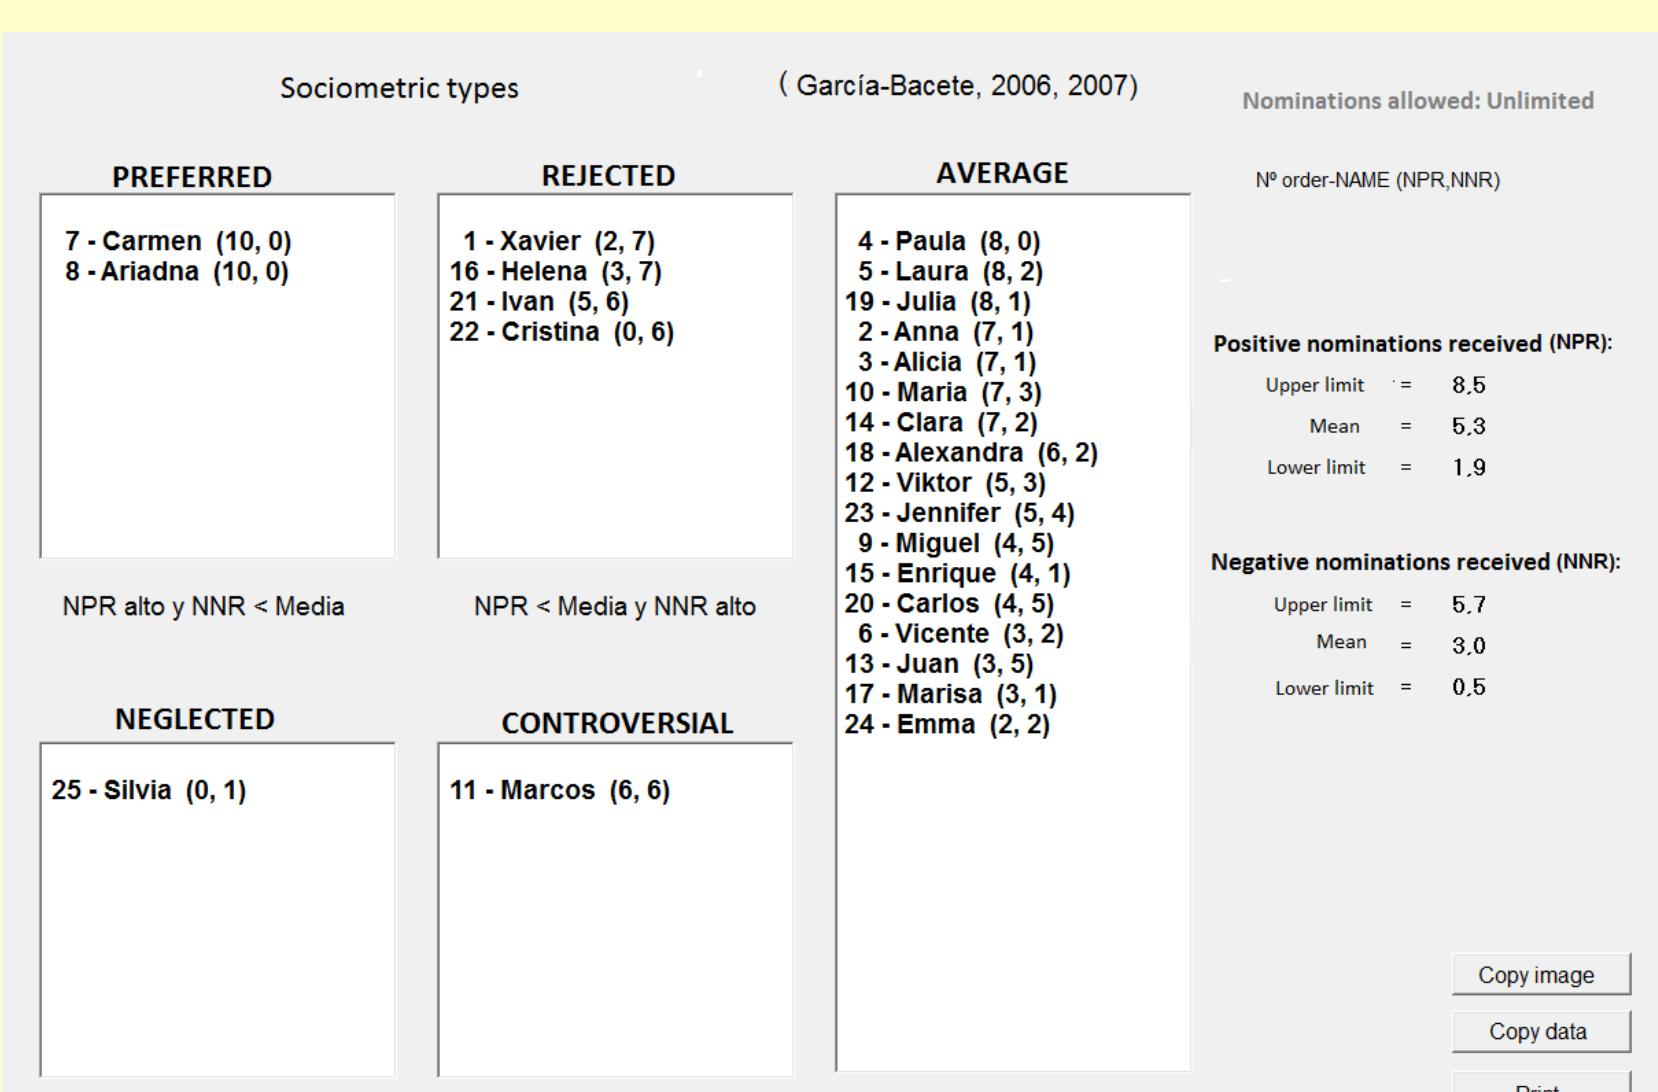 Sociometric types
( García-Bacete, 2006, 2007)
Nominations allowed: Unlimited
PREFERRED
7 - Carmen (10, 0)
8 - Ariadna (10, 0)
NPR alto y NNR < Media
REJECTED
1 - Xavier (2, 7)
16 - Helena (3, 7)
21 - Ivan (5, 6)
22 - Cristina (0, 6)
NPR < Media y NNR alto
AVERAGE
4 - Paula (8, 0)
5 - Laura (8, 2)
19 - Julia (8, 1)
2 - Anna (7, 1)
3 - Alicia (7, 1)
10 - Maria (7, 3)
14 - Clara (7, 2)
18 - Alexandra (6, 2)
12 - Viktor (5, 3)
23 - Jennifer (5, 4)
9 - Miguel (4, 5)
15 - Enrique (4, 1)
20 - Carlos (4, 5)
6 - Vicente (3, 2)
13 - Juan (3, 5)
17 - Marisa (3, 1)
24 - Emma (2, 2)
NEGLECTED
25 - Silvia (0, 1)
CONTROVERSIAL
11 - Marcos (6, 6)
Nº order-NAME (NPR,NNR)
Positive nominations received (NPR):
Upper limit = 8,5
Mean = 5,3
Lower limit = 1,9
Negative nominations received (NNR):
Upper limit = 5,7
Mean = 3,0
Lower limit = 0,5
Copy image
Copy data
Print